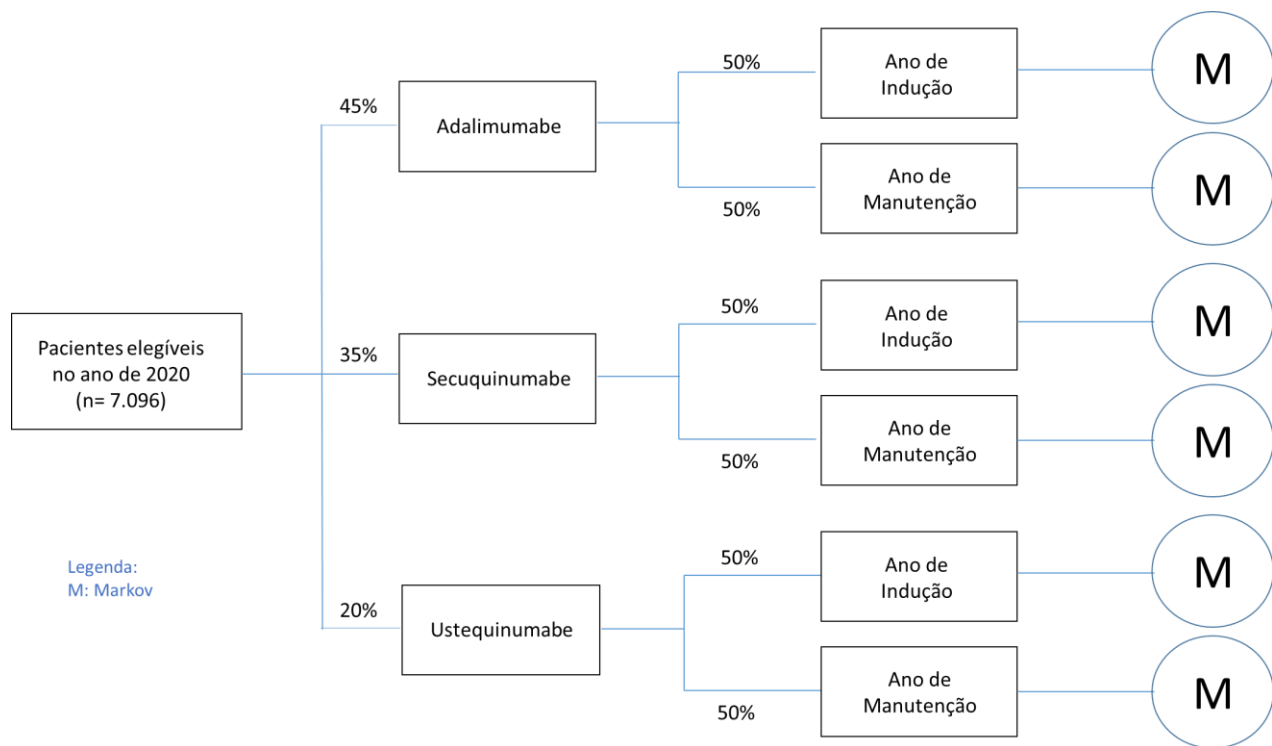 50%
Ano de
Indução
M
45%
Adalimumabe
50%
Ano de
Manutenção
M
Pacientes elegíveis
no ano de 2020
(n= 7.096)
35%
Secuquinumabe
50%
Ano de
Indução
M
50%
Ano de
Manutenção
M
Legenda:
M: Markov
20%
Ustequinumabe
50%
Ano de
Indução
M
50%
Ano de
Manutenção
M